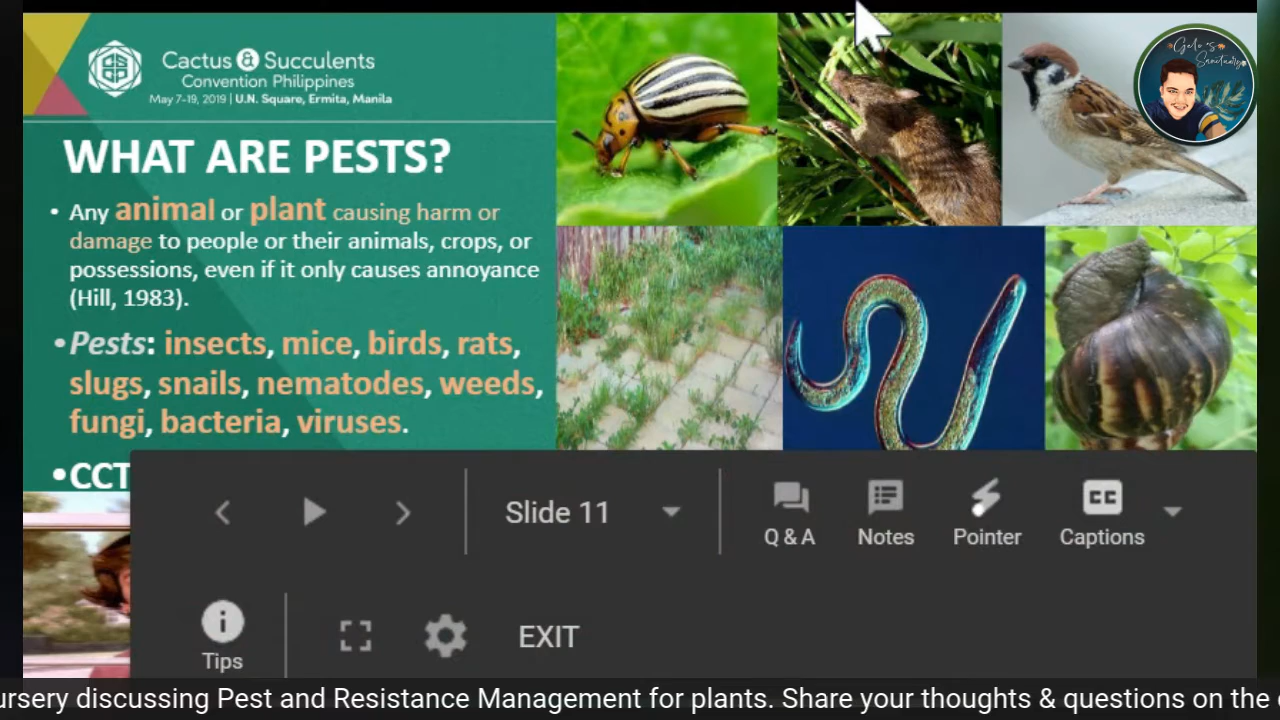 Cactus & Succulents
Convention Philippines
May 7-19, 2019 | U.N. Square, Ermita, Manila
WHAT ARE PESTS?
• Any animal or plant causing harm or
damage to people or their animals, crops, or
possessions, even if it only causes annoyance
(Hill, 1983).
•Pests: insects, mice, birds, rats,
slugs, snails, nematodes, weeds,
fungi, bacteria, viruses.
•CCT
Gelo's
Sanctuary
Slide 11
Q & A
Notes
Pointer
CC
Captions
Tips
EXIT
ursery discussing Pest and Resistance Management for plants. Share your thoughts & questions on the